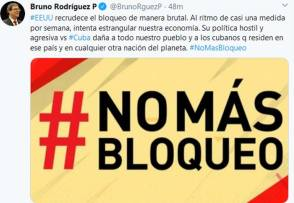 Bruno Rodríguez P @BrunoRguezP · 48m
#EEUU recrudece el bloqueo de manera brutal. Al ritmo de casi una medida
por semana, intenta estrangular nuestra economía. Su política hostil y
agresiva vs #Cuba daña a todo nuestro pueblo y a los cubanos q residen en
ese país y en cualquier otra nación del planeta. #NoMasBloqueo
#NO MÁS
BLOQUEO